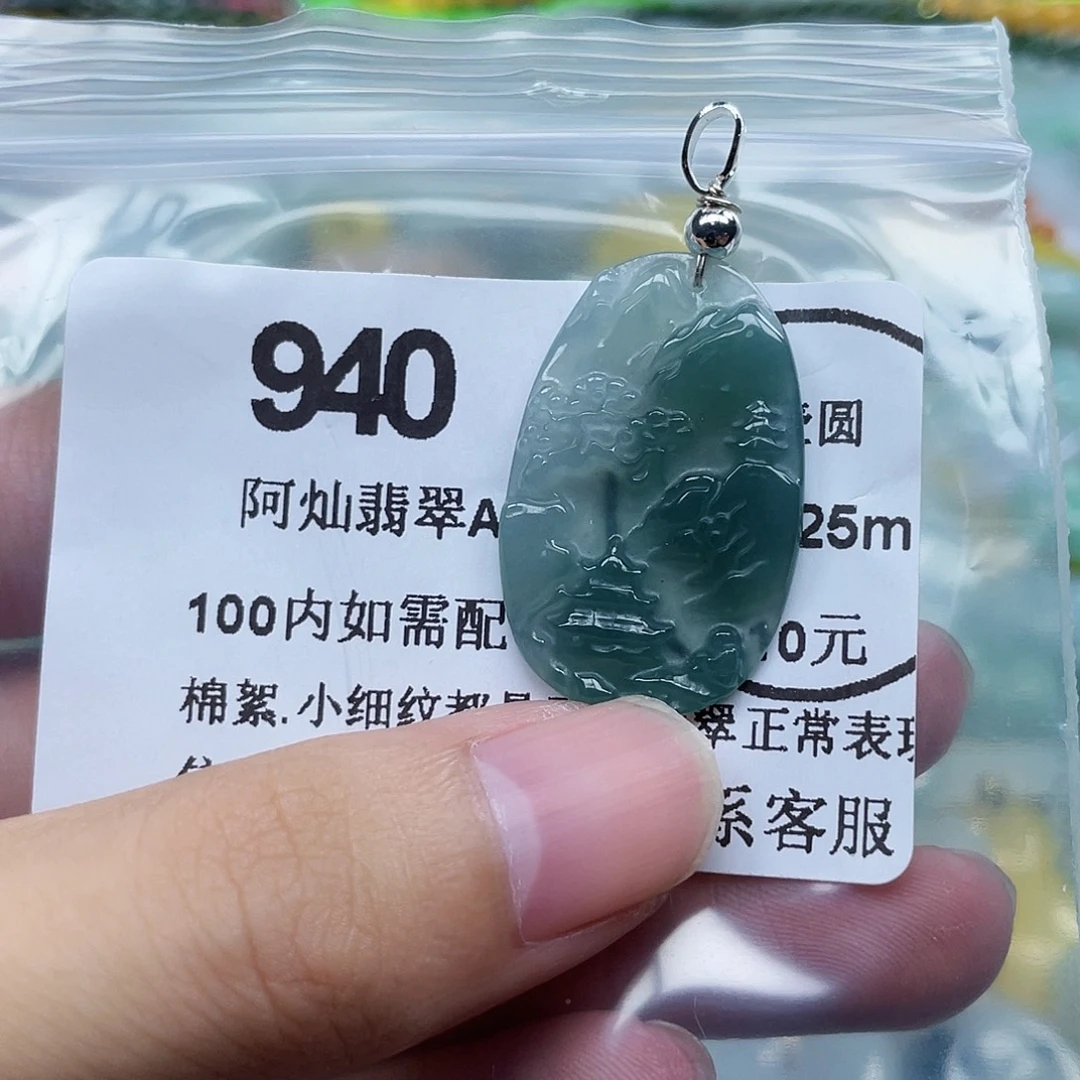 940
圆
阿灿翡翠A 25m
100内如需配 0元
棉絮.小细纹都 翠正常表现
系客服